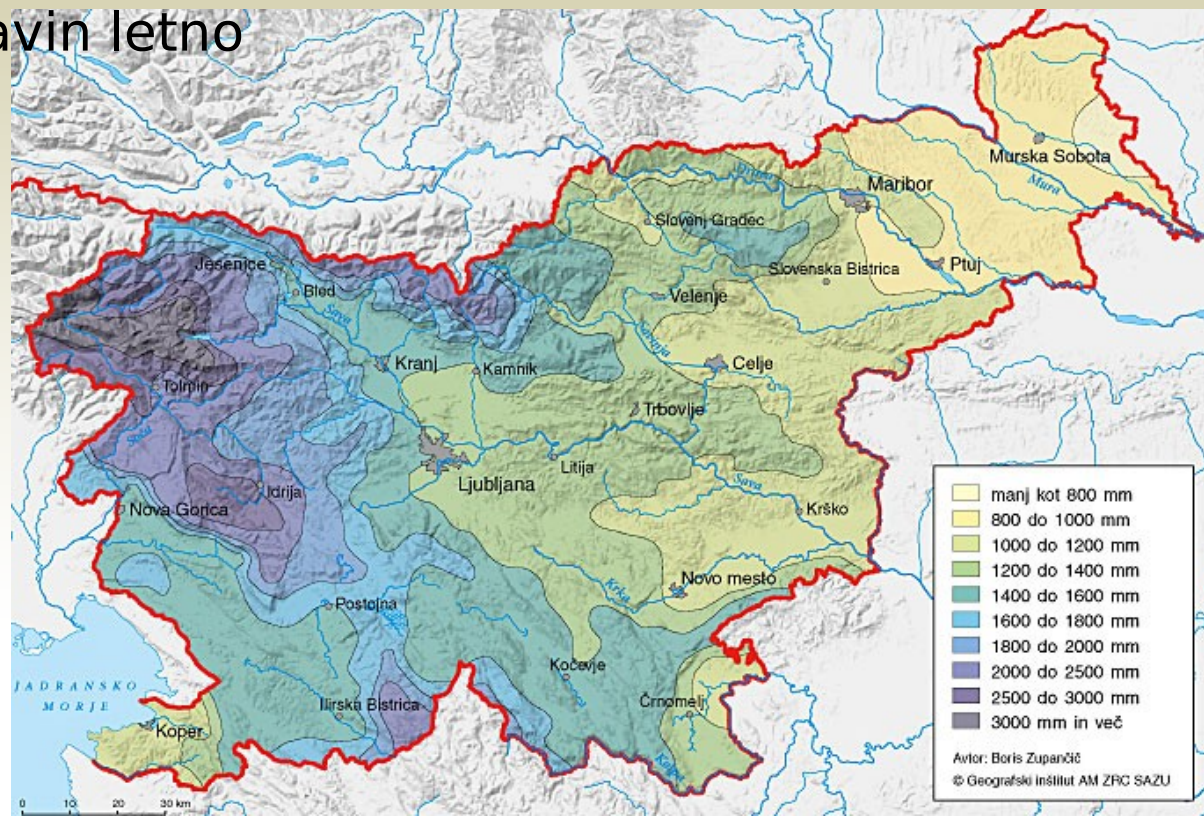 avin letno
Murska Sobota
Mura
Drava
Maribor
Slovenj Gradec
Jesenice
Slovenska Bistrica
Ptuj
Bled
Velenje
Sava
Savinja
Kranj
Kamnik
Celje
Tolmin
Trbovlje
Soča
Ljubljana
Litija
Idrija
Sava
Nova Gorica
Krško
Krka
Novo mesto
Postojna
Kočevje
JADRANSKO
MORJE
Ilirska Bistrica
Črnomelj
Koper
Kolpa
0 10 20 30 km
manj kot 800 mm
800 do 1000 mm
1000 do 1200 mm
1200 do 1400 mm
1400 do 1600 mm
1600 do 1800 mm
1800 do 2000 mm
2000 do 2500 mm
2500 do 3000 mm
3000 mm in več
Avtor: Boris Zupančič
© Geografski inštitut AM ZRC SAZU